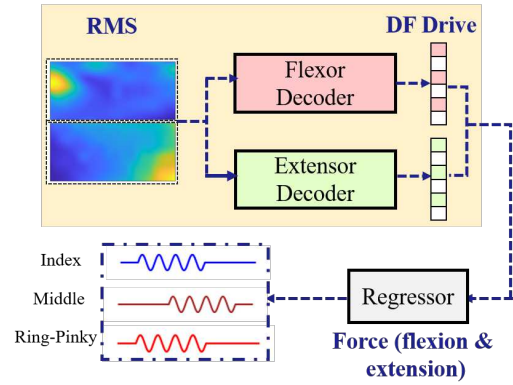 RMS
DF Drive
Flexor
Decoder
Extensor
Decoder
Index
Middle
Ring-Pinky
Regressor
Force (flexion &
extension)